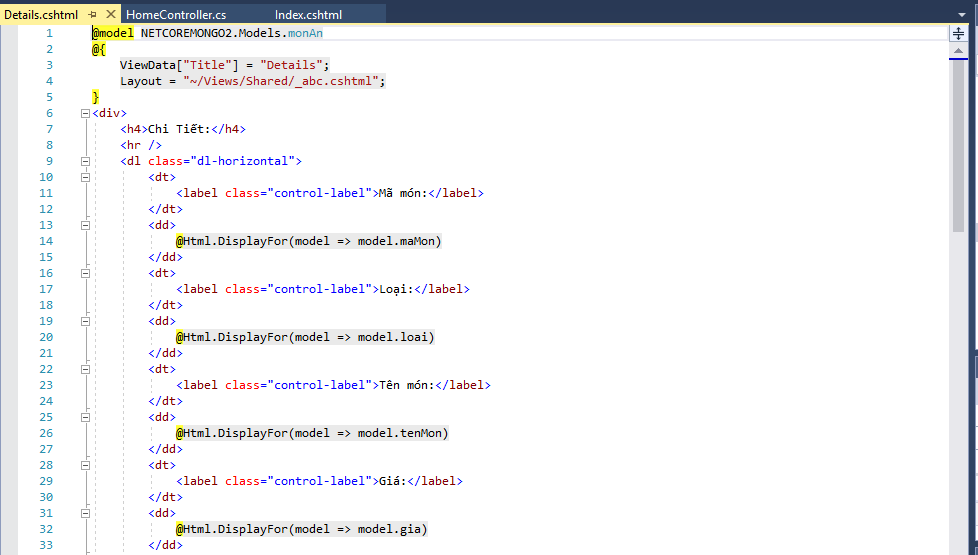 Details.cshtml HomeController.cs Index.cshtml
1 @model NETCOREMONGO2.Models.monAn
2 @{
3 ViewData["Title"] = "Details";
4 Layout = "~/Views/Shared/_abc.cshtml";
5 }
6 <div>
7 <h4>Chi Tiết:</h4>
8 <hr />
9 <dl class="dl-horizontal">
10 <dt>
11 <label class="control-label">Mã món:</label>
12 </dt>
13 <dd>
14 @Html.DisplayFor(model => model.maMon)
15 </dd>
16 <dt>
17 <label class="control-label">Loại:</label>
18 </dt>
19 <dd>
20 @Html.DisplayFor(model => model.loai)
21 </dd>
22 <dt>
23 <label class="control-label">Tên món:</label>
24 </dt>
25 <dd>
26 @Html.DisplayFor(model => model.tenMon)
27 </dd>
28 <dt>
29 <label class="control-label">Giá:</label>
30 </dt>
31 <dd>
32 @Html.DisplayFor(model => model.gia)
33 </dd>